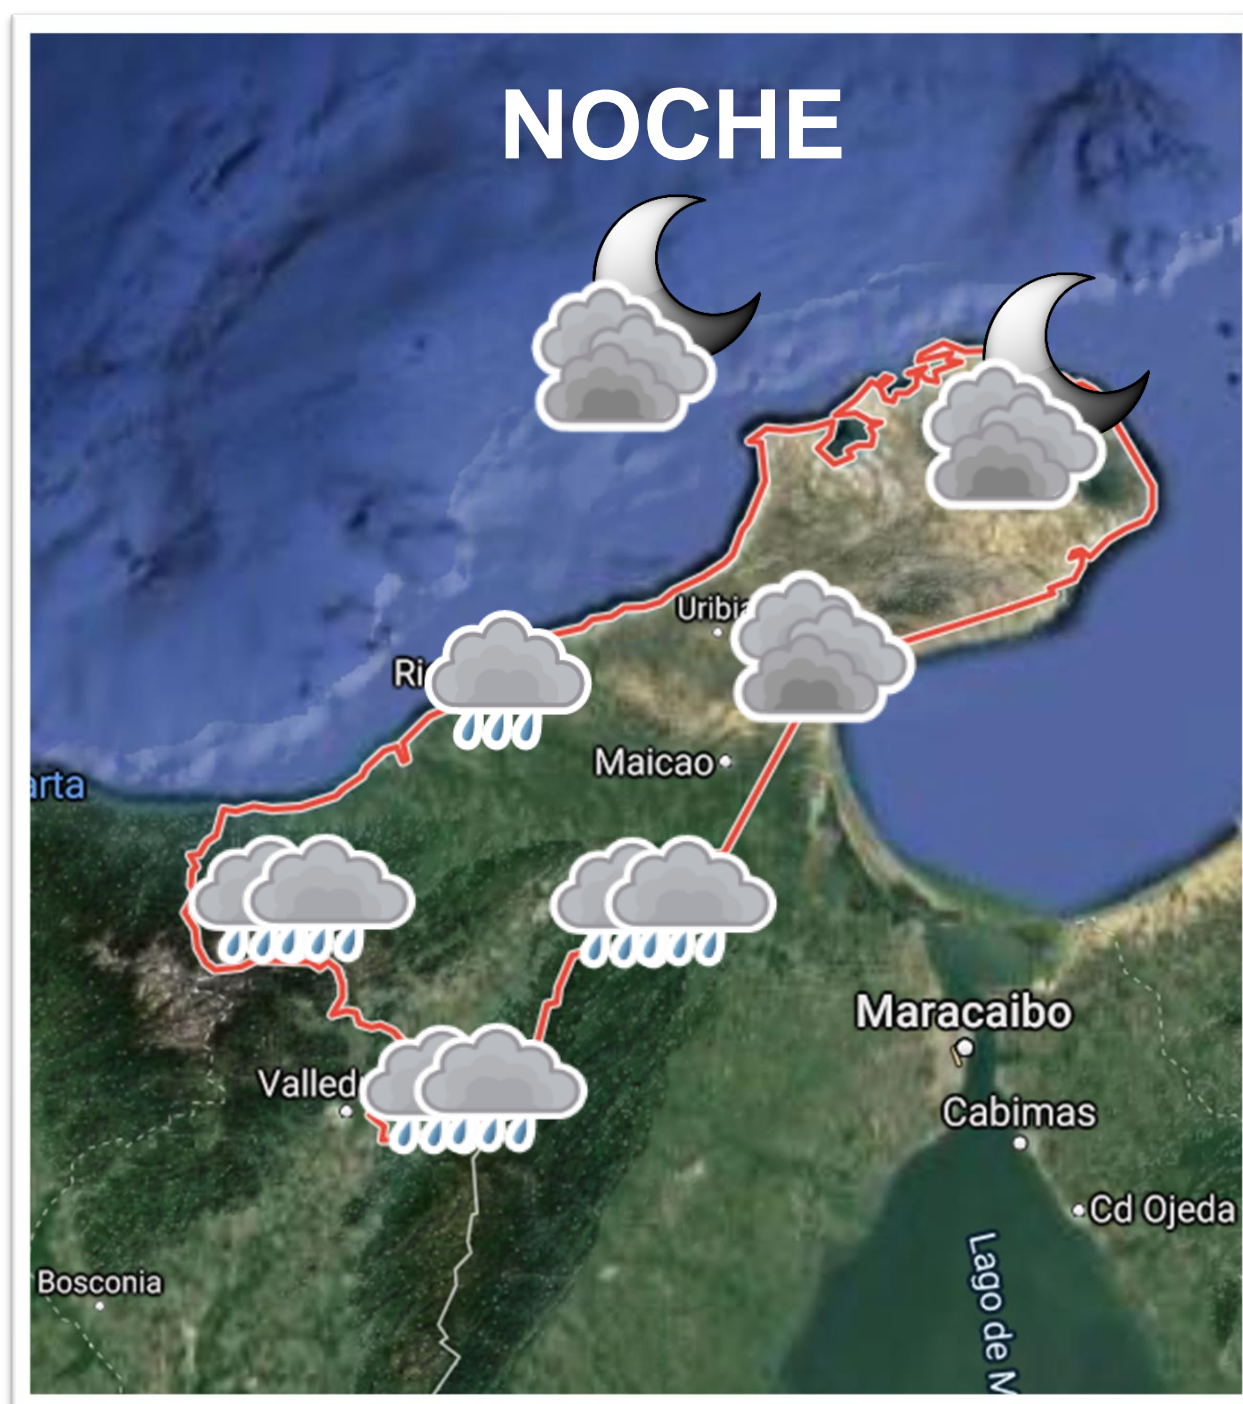 NOCHE
Uribia
Ri
Maicao
arta
Maracaibo
Valled
Cabimas
Cd Ojeda
Lago de M
Bosconia